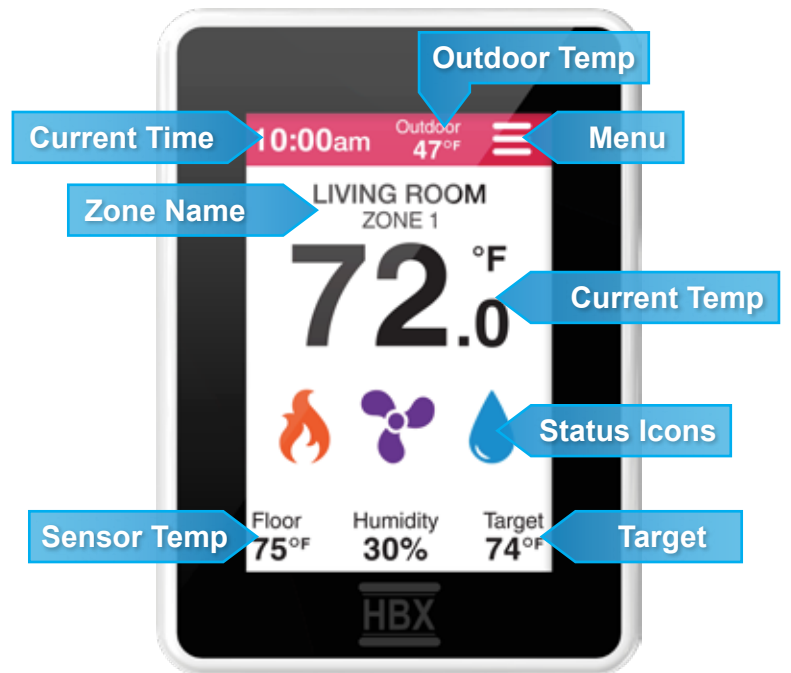 Outdoor Temp
Current Time
10:00am
Outdoor
47°F
Menu
LIVING ROOM
Zone Name
ZONE 1
72.0 °F
Current Temp
Status Icons
Sensor Temp
Floor
75°F
Humidity
30%
Target
74°F
Target
HBX